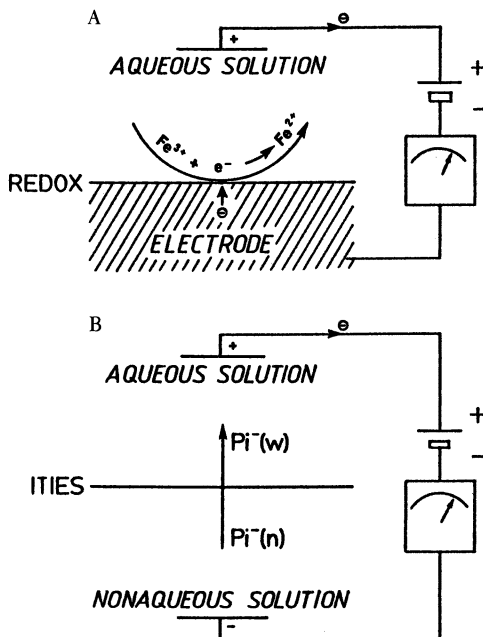 A
⊖
+
AQUEOUS SOLUTION
+
−
Fe³⁺ + e⁻ → Fe²⁺
REDOX
⊖
ELECTRODE
B
⊖
+
AQUEOUS SOLUTION
+
−
Pi⁻(w)
ITIES
Pi⁻(n)
NONAQUEOUS SOLUTION
−